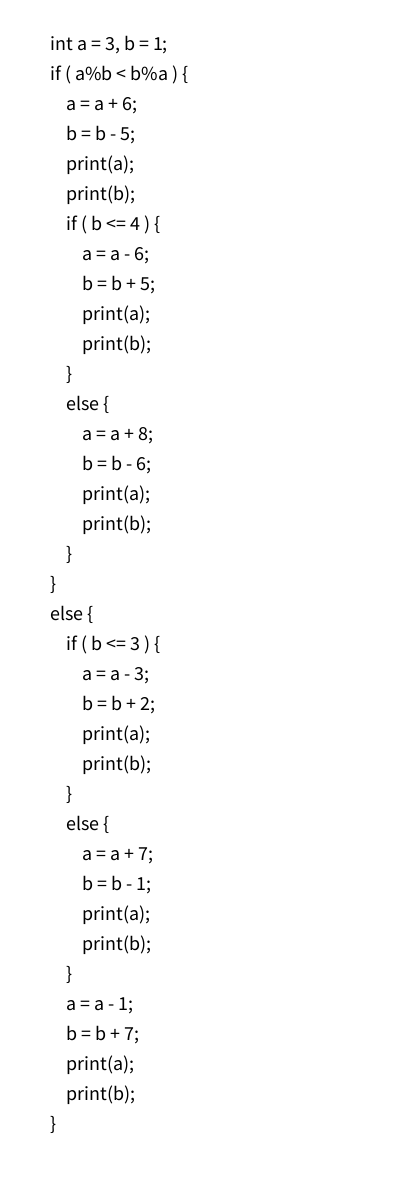 int a = 3, b = 1;
if ( a%b < b%a ) {
    a = a + 6;
    b = b - 5;
    print(a);
    print(b);
    if ( b <= 4 ) {
        a = a - 6;
        b = b + 5;
        print(a);
        print(b);
    }
    else {
        a = a + 8;
        b = b - 6;
        print(a);
        print(b);
    }
}
else {
    if ( b <= 3 ) {
        a = a - 3;
        b = b + 2;
        print(a);
        print(b);
    }
    else {
        a = a + 7;
        b = b - 1;
        print(a);
        print(b);
    }
    a = a - 1;
    b = b + 7;
    print(a);
    print(b);
}